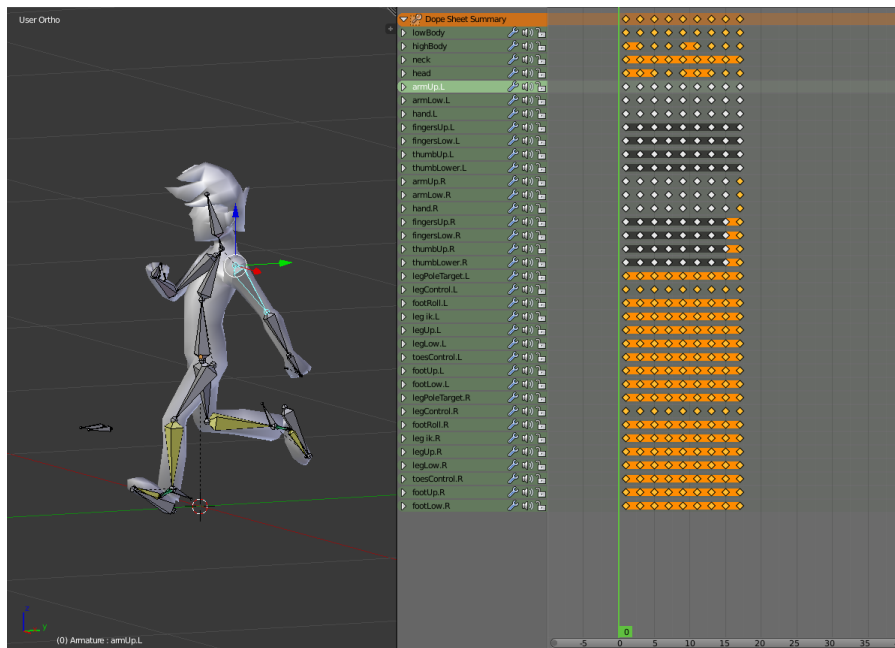 User Ortho
Dope Sheet Summary
lowBody
highBody
neck
head
armUp.L
armLow.L
hand.L
fingersUp.L
fingersLow.L
thumbUp.L
thumbLower.L
armUp.R
armLow.R
hand.R
fingersUp.R
fingersLow.R
thumbUp.R
thumbLower.R
legPoleTarget.L
legControl.L
footRoll.L
leg ik.L
legUp.L
legLow.L
toesControl.L
footUp.L
footLow.L
legPoleTarget.R
legControl.R
footRoll.R
leg ik.R
legUp.R
legLow.R
toesControl.R
footUp.R
footLow.R
z
y
(0) Armature : armUp.L
0
-5 0 5 10 15 20 25 30 35